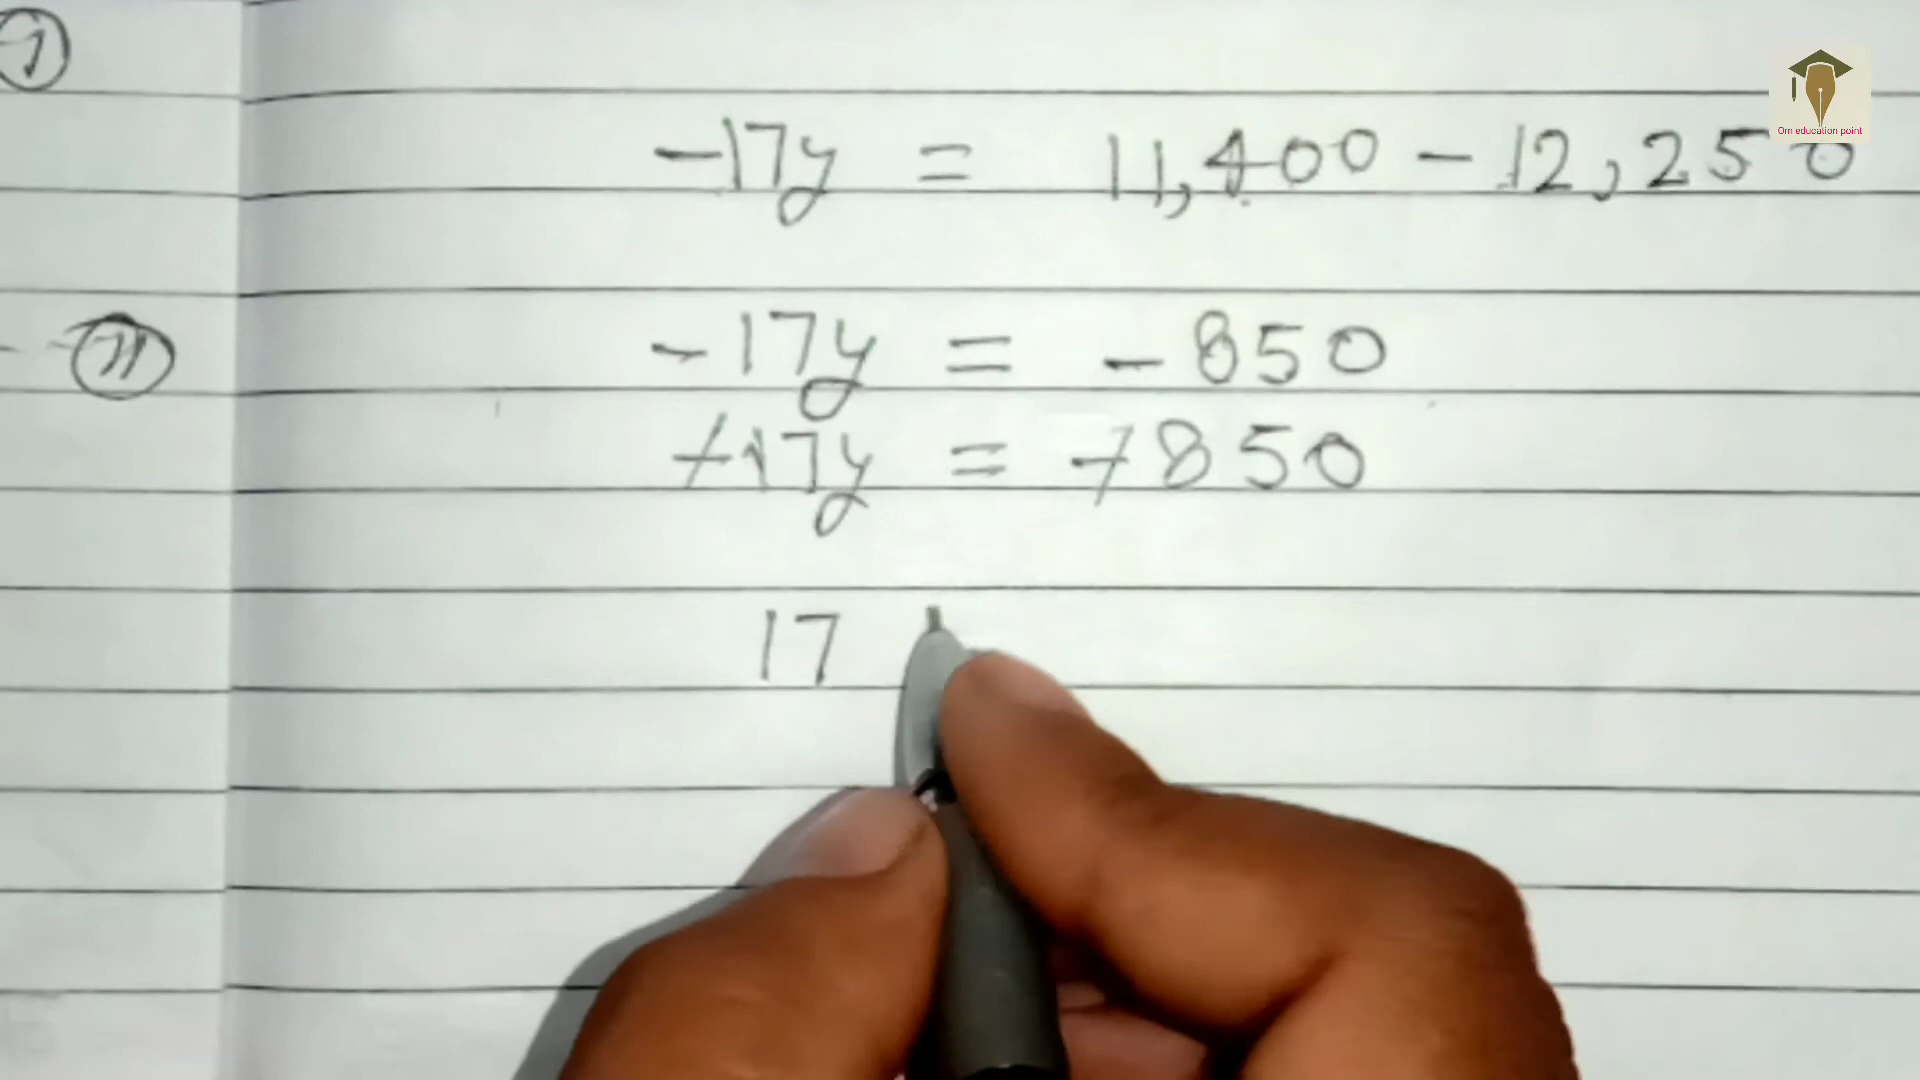 I
Om education point
-17y = 11,400 - 12,250
II
-17y = -850
-17y = -850
17